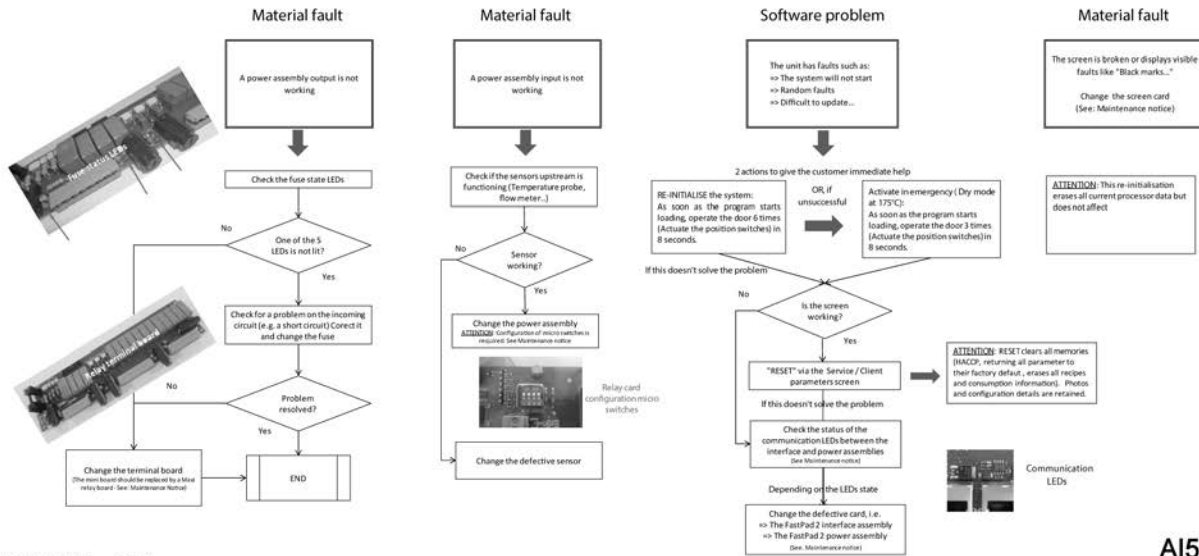 Material fault
A power assembly output is not
working
Fuse status LEDs
Check the fuse state LEDs
No
One of the 5
LEDs is not lit?
Yes
Check for a problem on the incoming
circuit (e.g. a short circuit) Corect it
and change the fuse
Relay terminal board
No
Problem
resolved?
Yes
Change the terminal board
(The mini board should be replaced by a Maxi
relay board - See: Maintenance Notice)
END
Material fault
A power assembly input is not
working
Check if the sensors upstream is
functioning (Temperature probe,
flow meter..)
No
Sensor
working?
Yes
Change the power assembly
ATTENTION: Configuration of micro switches is
required. See Maintenance notice
Relay card
configuration micro
switches
Change the defective sensor
Software problem
The unit has faults such as:
=> The system will not start
=> Random faults
=> Difficult to update...
2 actions to give the customer immediate help
RE-INITIALISE the system:
As soon as the program starts
loading, operate the door 6 times
(Actuate the position switches) in
8 seconds.
OR, if
unsuccessful
Activate in emergency ( Dry mode
at 175°C):
As soon as the program starts
loading, operate the door 3 times
(Actuate the position switches) in
8 seconds.
If this doesn't solve the problem
No
Is the screen
working?
Yes
"RESET" via the Service / Client
parameters screen
ATTENTION: RESET clears all memories
(HACCP, returning all parameter to
their factory defaut , erases all recipes
and consumption information). Photos
and configuration details are retained.
If this doesn't solve the problem
Check the status of the
communication LEDs between the
interface and power assemblies
(See Maintenance notice)
Communication
LEDs
Depending on the LEDs state
Change the defective card, i.e.
=> The FastPad 2 interface assembly
=> The FastPad 2 power assembly
(See. Maintenance notice)
Material fault
The screen is broken or displays visible
faults like "Black marks..."
Change the screen card
(See: Maintenance notice)
ATTENTION: This re-initialisation
erases all current processor data but
does not affect
AI5